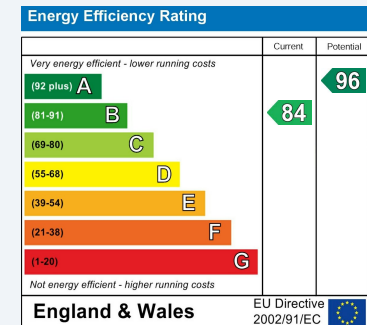 Energy Efficiency Rating
Current Potential
Very energy efficient - lower running costs
(92 plus) A
96
(81-91) B
84
(69-80) C
(55-68) D
(39-54) E
(21-38) F
(1-20) G
Not energy efficient - higher running costs
England & Wales
EU Directive
2002/91/EC